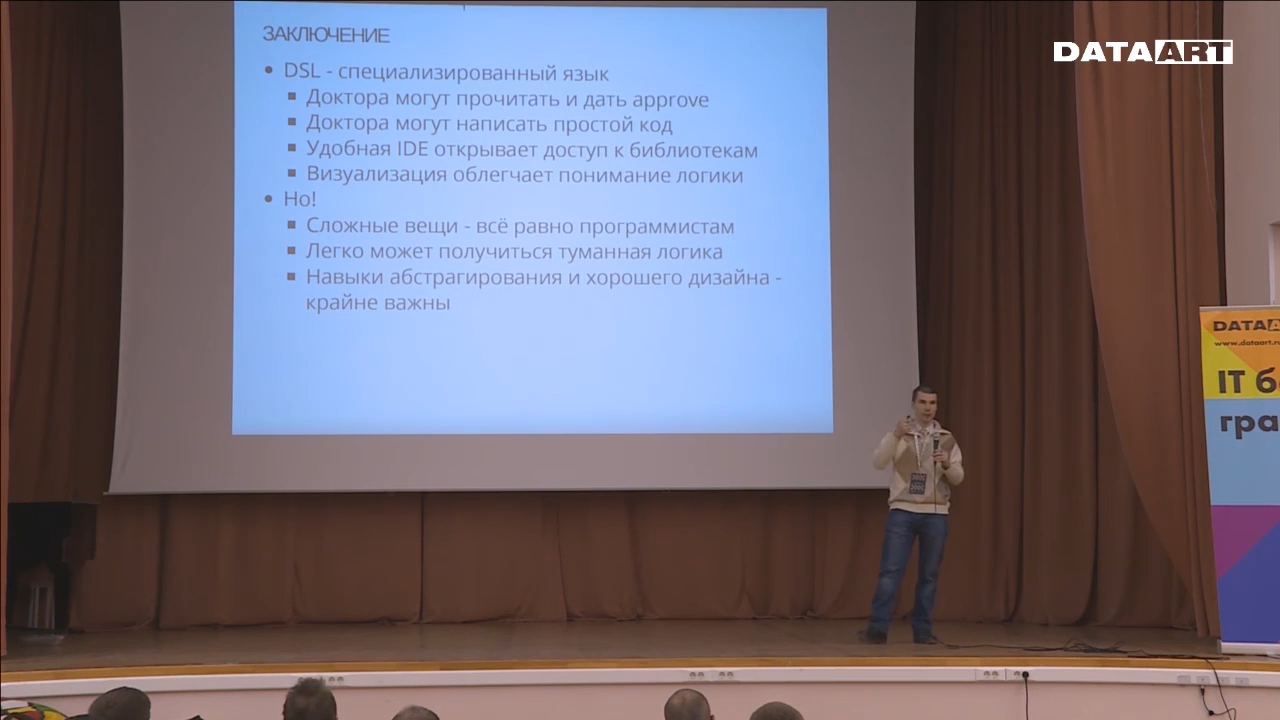 ЗАКЛЮЧЕНИЕ
DSL - специализированный язык
Доктора могут прочитать и дать approve
Доктора могут написать простой код
Удобная IDE открывает доступ к библиотекам
Визуализация облегчает понимание логики
Но!
Сложные вещи - всё равно программистам
Легко может получиться туманная логика
Навыки абстрагирования и хорошего дизайна -
крайне важны
DATAART
DATAA
www.dataart.r
IT б
гра